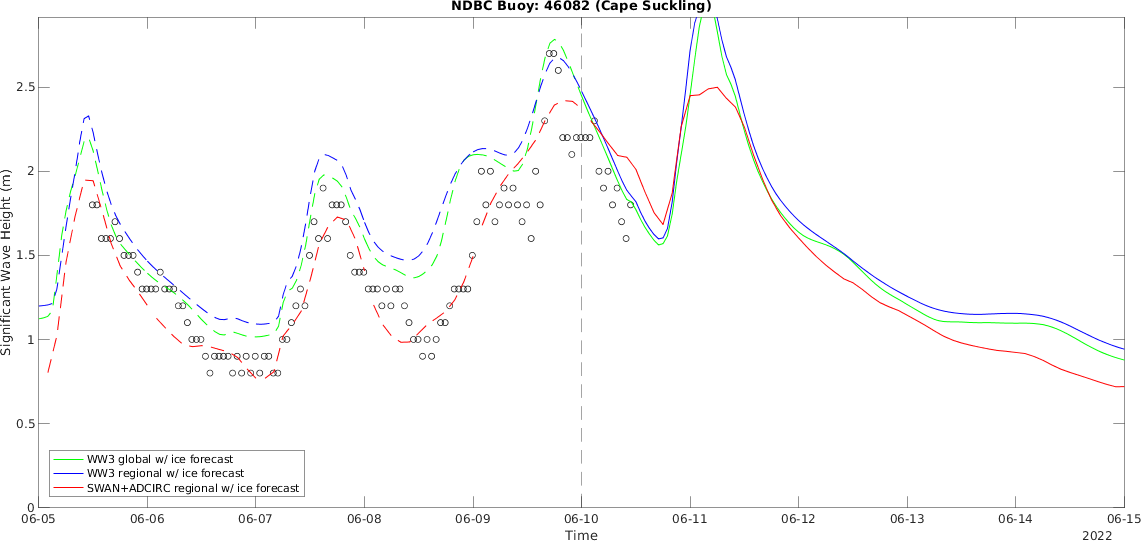 NDBC Buoy: 46082 (Cape Suckling)
Significant Wave Height (m)
2.5
2
1.5
1
0.5
0
WW3 global w/ ice forecast
WW3 regional w/ ice forecast
SWAN+ADCIRC regional w/ ice forecast
06-05 06-06 06-07 06-08 06-09 06-10 06-11 06-12 06-13 06-14 06-15
Time
2022